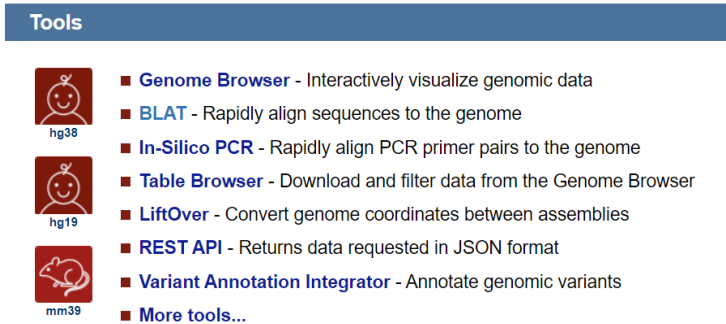 Tools
hg38
hg19
mm39
Genome Browser - Interactively visualize genomic data
BLAT - Rapidly align sequences to the genome
In-Silico PCR - Rapidly align PCR primer pairs to the genome
Table Browser - Download and filter data from the Genome Browser
LiftOver - Convert genome coordinates between assemblies
REST API - Returns data requested in JSON format
Variant Annotation Integrator - Annotate genomic variants
More tools...